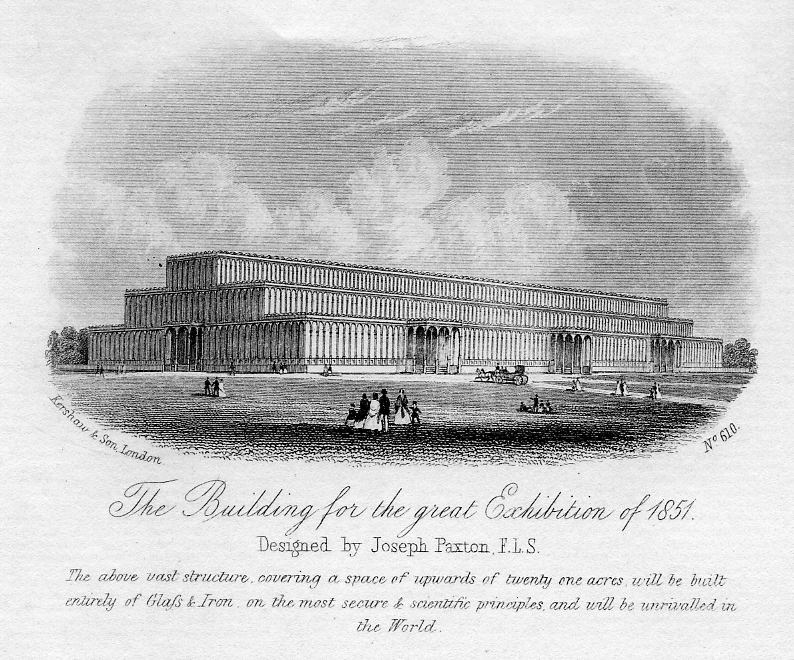 Kershaw & Son, London
No 610.
The Building for the great Exhibition of 1851.
Designed by Joseph Paxton, F.L.S.
The above vast structure, covering a space of upwards of twenty one acres, will be built
entirely of Glaſs & Iron, on the most secure & scientific principles, and will be unrivalled in
the World.